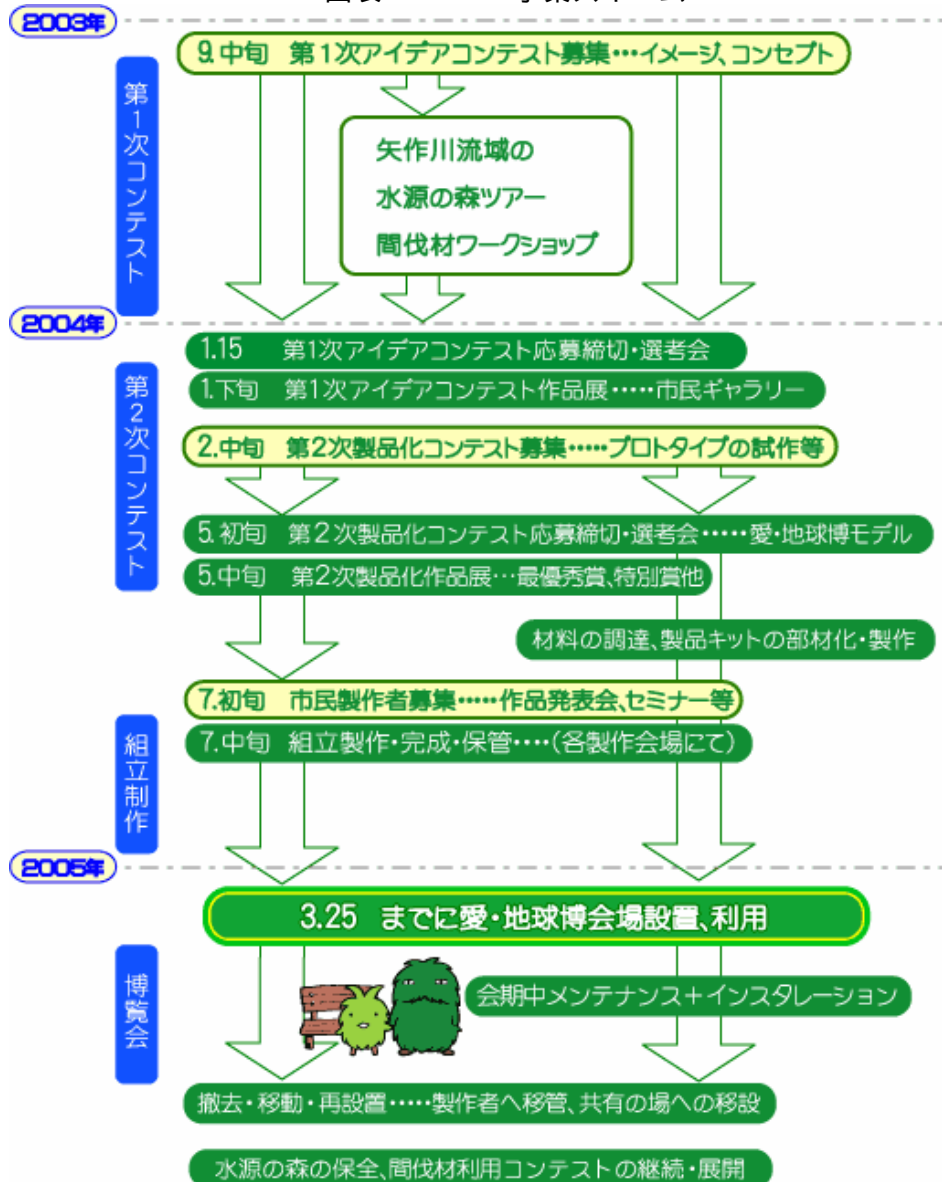 2003年
9.中旬 第1次アイデアコンテスト募集…イメージ、コンセプト
第1次コンテスト
矢作川流域の
水源の森ツアー
間伐材ワークショップ
2004年
1.15 第1次アイデアコンテスト応募締切・選考会
1.下旬 第1次アイデアコンテスト作品展……市民ギャラリー
第2次コンテスト
2.中旬 第2次製品化コンテスト募集……プロトタイプの試作等
5.初旬 第2次製品化コンテスト応募締切・選考会……愛・地球博モデル
5.中旬 第2次製品化作品展…最優秀賞、特別賞他
材料の調達、製品キットの部材化・製作
7.初旬 市民製作者募集……作品発表会、セミナー等
7.中旬 組立製作・完成・保管‥‥(各製作会場にて)
組立制作
2005年
3.25 までに愛・地球博会場設置、利用
博覧会
会期中メンテナンス+インスタレーション
撤去・移動・再設置……製作者へ移管、共有の場への移設
水源の森の保全、間伐材利用コンテストの継続・展開